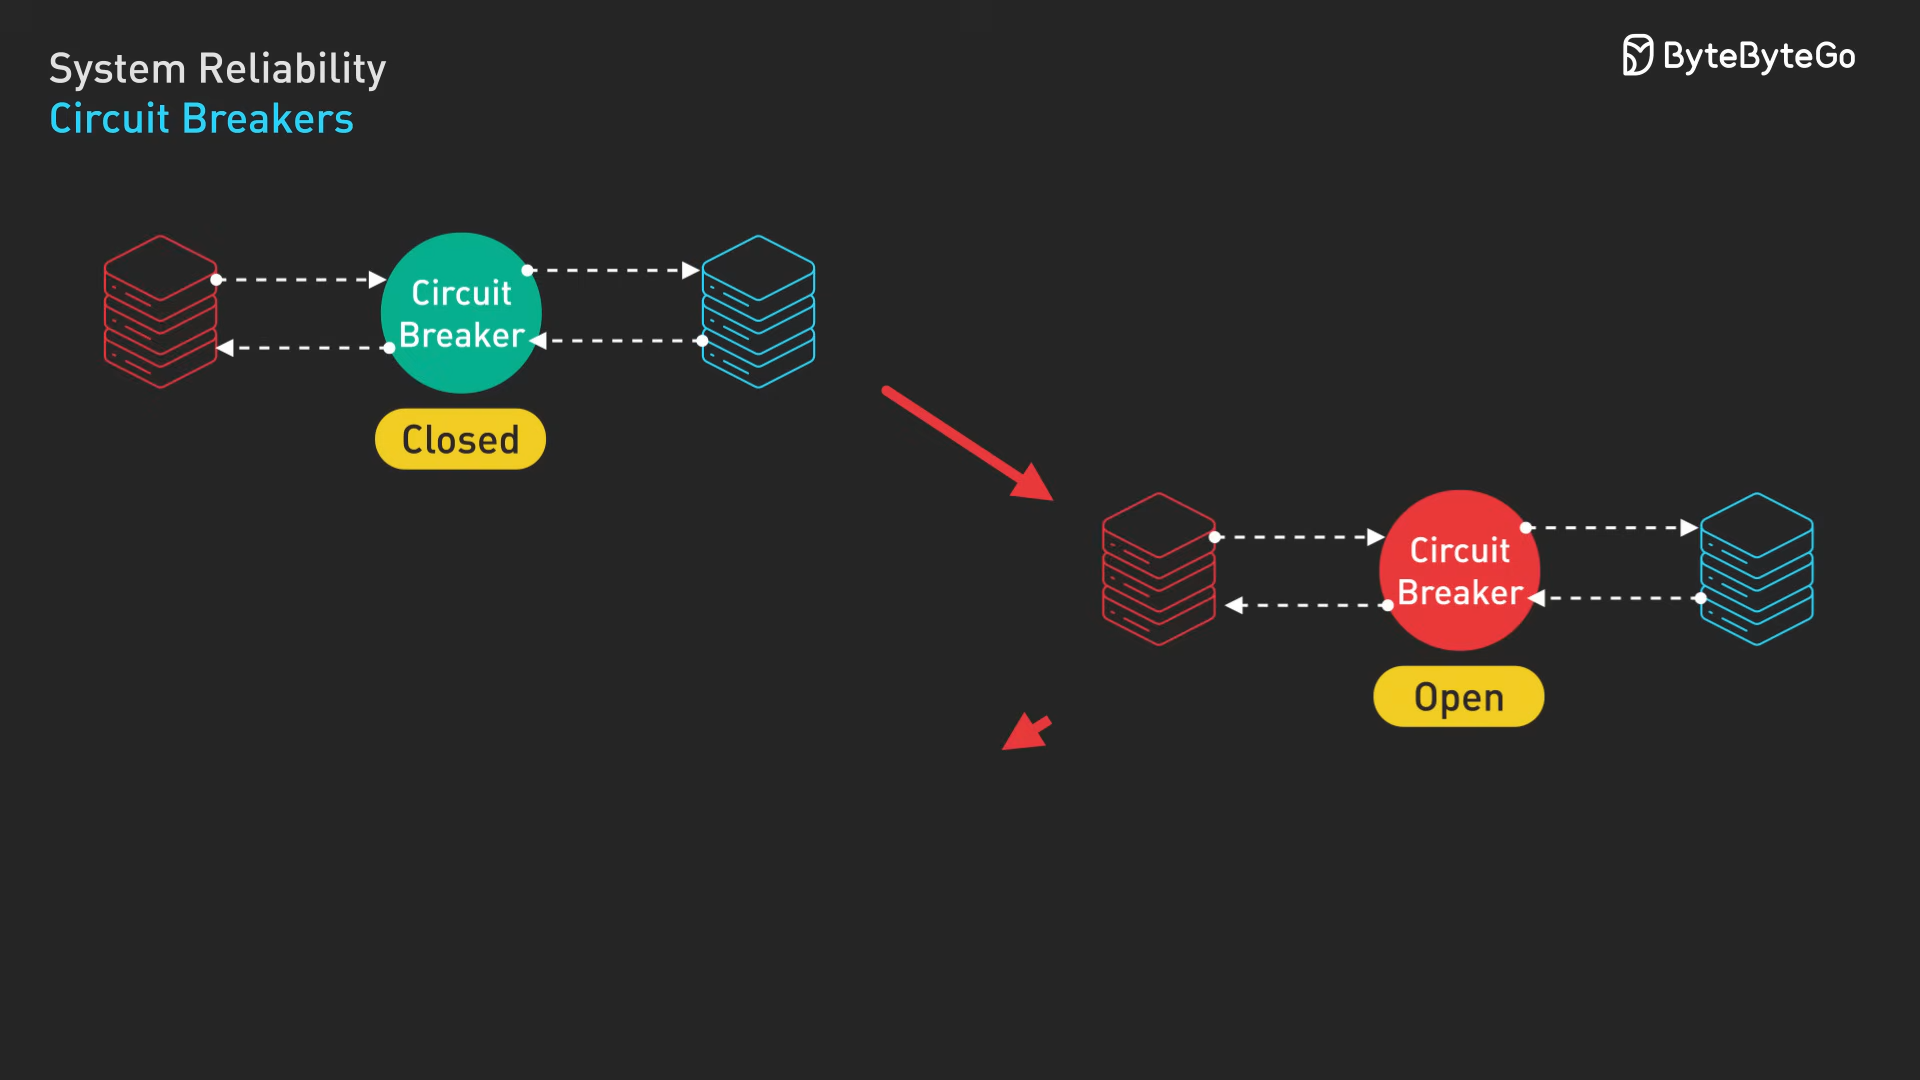 System Reliability
Circuit Breakers
ByteByteGo
Circuit
Breaker
Closed
Circuit
Breaker
Open